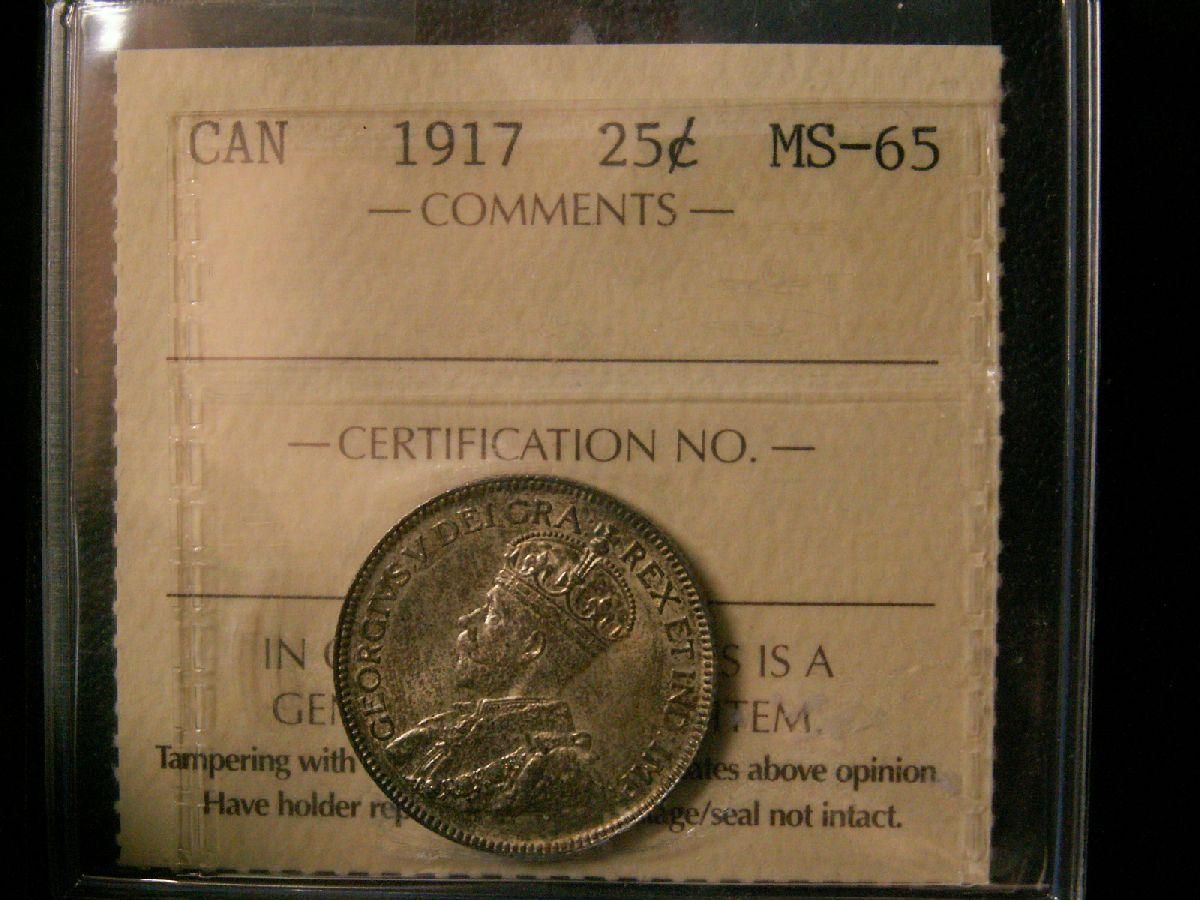 CAN 1917 25¢ MS-65
— COMMENTS —
— CERTIFICATION NO. —
GEORGIVS V DEI GRA: REX ET IND: IMP:
IN S IS A
GEN ITEM.
Tampering with ates above opinion
Have holder rep age/seal not intact.